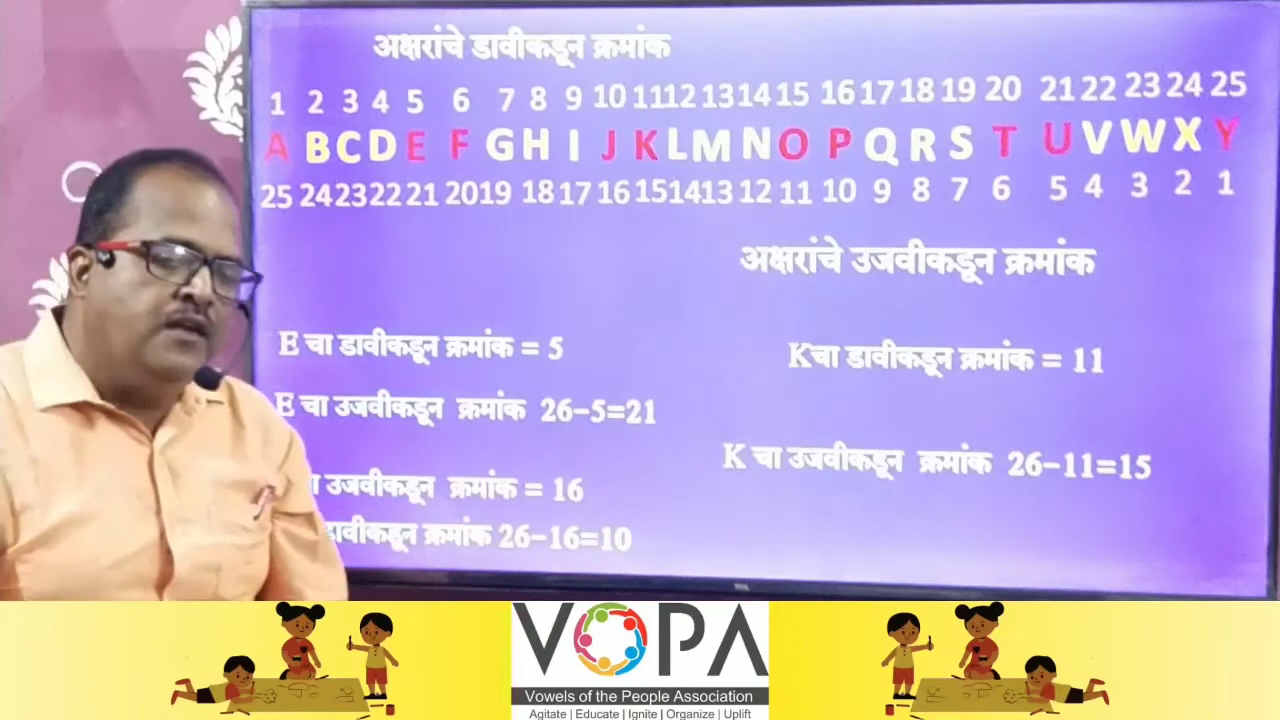 अक्षरांचे डावीकडून क्रमांक
1 2 3 4 5 6 7 8 9 10 11 12 13 14 15 16 17 18 19 20 21 22 23 24 25
A B C D E F G H I J K L M N O P Q R S T U V W X Y
25 24 23 22 21 20 19 18 17 16 15 14 13 12 11 10 9 8 7 6 5 4 3 2 1
अक्षरांचे उजवीकडून क्रमांक
E चा डावीकडून क्रमांक = 5
Kचा डावीकडून क्रमांक = 11
E चा उजवीकडून क्रमांक 26-5=21
K चा उजवीकडून क्रमांक 26-11=15
उजवीकडून क्रमांक = 16
डावीकडून क्रमांक 26-16=10
VOPA
Vowels of the People Association
Agitate | Educate | Ignite | Organize | Uplift